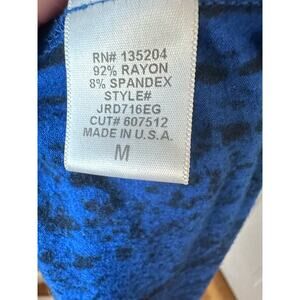 RN# 135204
92% RAYON
8% SPANDEX
STYLE#
JRD716EG
CUT# 607512
MADE IN U.S.A.
M